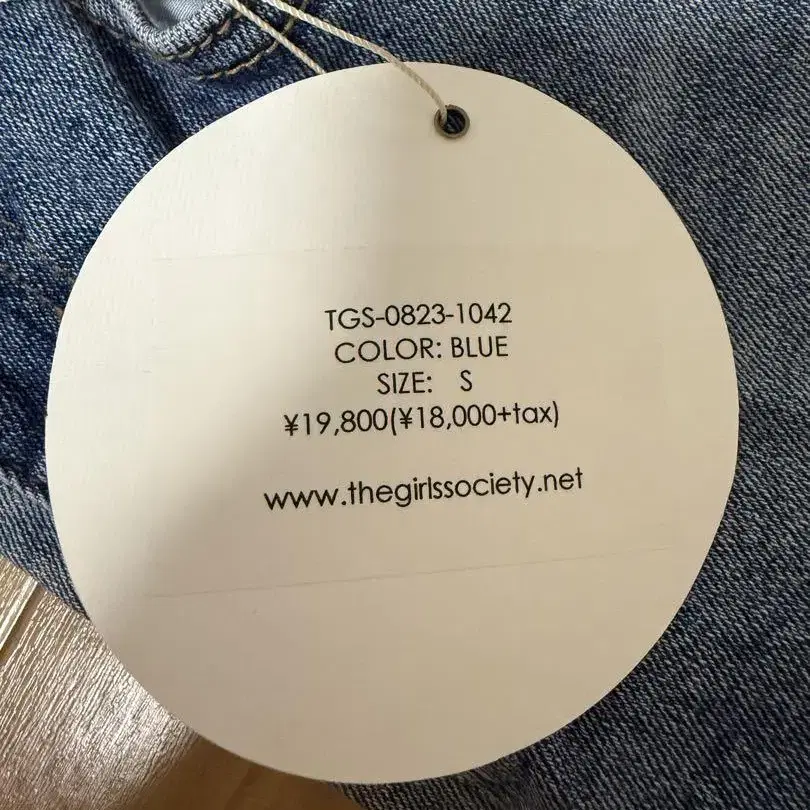 TGS-0823-1042
COLOR: BLUE
SIZE: S
¥19,800(¥18,000+tax)
www.thegirlssociety.net